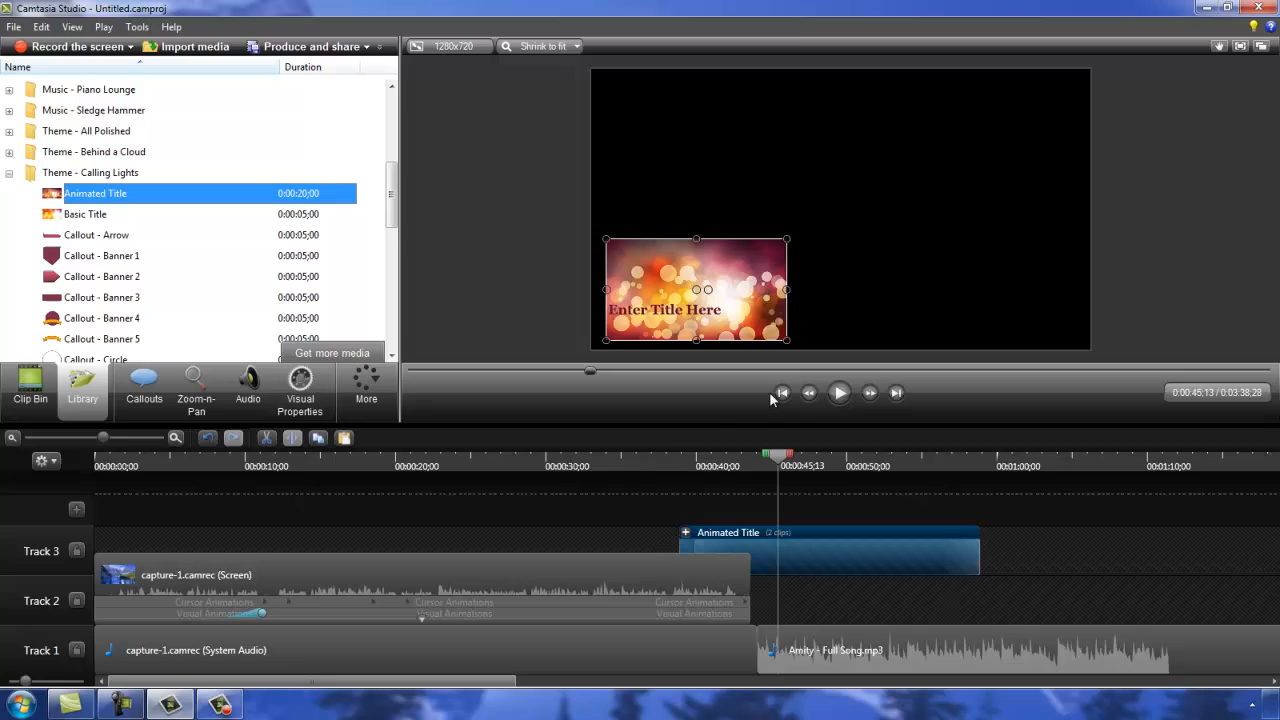 Camtasia Studio - Untitled.camproj
File Edit View Play Tools Help
Record the screen Import media Produce and share
1280x720 Shrink to fit
Name Duration
Music - Piano Lounge
Music - Sledge Hammer
Theme - All Polished
Theme - Behind a Cloud
Theme - Calling Lights
Animated Title 0:00:20;00
Basic Title 0:00:05;00
Callout - Arrow 0:00:05;00
Callout - Banner 1 0:00:05;00
Callout - Banner 2 0:00:05;00
Callout - Banner 3 0:00:05;00
Callout - Banner 4 0:00:05;00
Callout - Banner 5 0:00:05;00
Callout - Circle
Get more media
Enter Title Here
Clip Bin Library Callouts Zoom-n-Pan Audio Visual Properties More
0:00:45;13 / 0:03:38;28
00:00:00;00 00:00:10;00 00:00:20;00 00:00:30;00 00:00:40;00 00:00:45;13 00:00:50;00 00:01:00;00 00:01:10;00
Track 3
Animated Title (2 clips)
Track 2
capture-1.camrec (Screen)
Cursor Animations Cursor Animations Cursor Animations
Visual Animations Visual Animations Visual Animations
Track 1
capture-1.camrec (System Audio)
Amity - Full Song.mp3